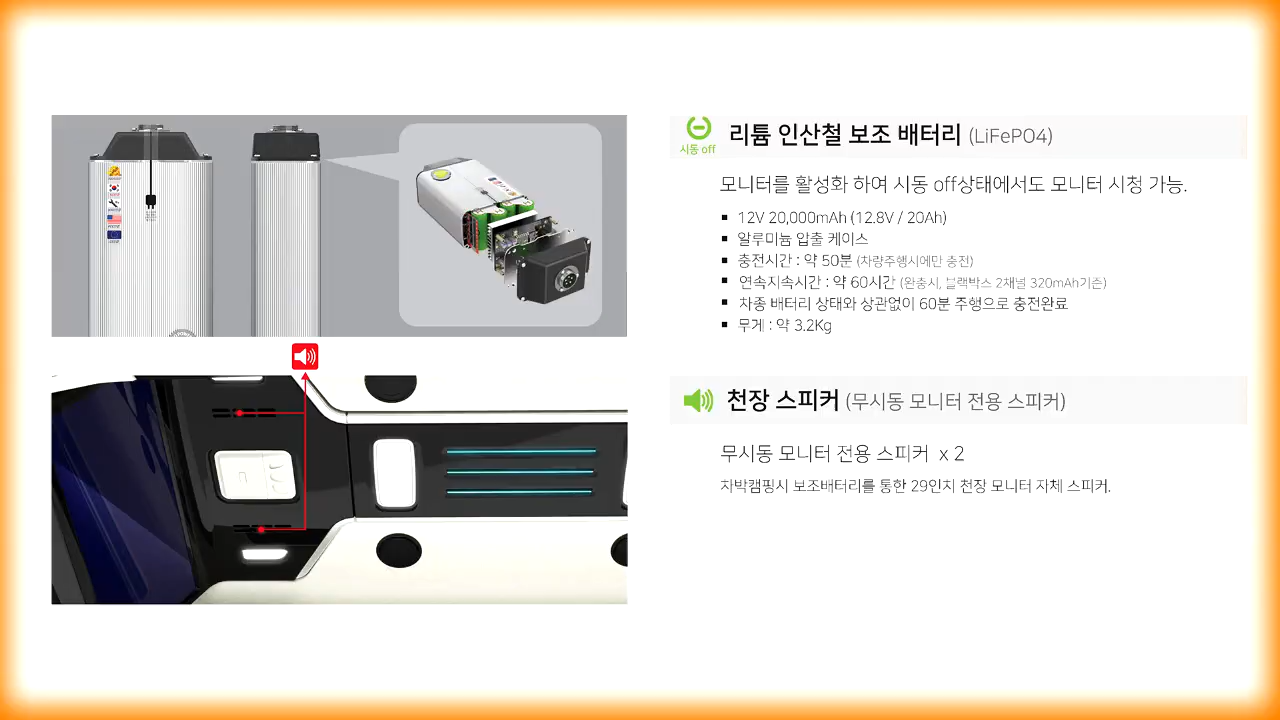 시동 off
리튬 인산철 보조 배터리 (LiFePO4)
모니터를 활성화 하여 시동 off상태에서도 모니터 시청 가능.
▪ 12V 20,000mAh (12.8V / 20Ah)
▪ 알루미늄 압출 케이스
▪ 충전시간 : 약 50분 (차량주행시에만 충전)
▪ 연속지속시간 : 약 60시간 (완충시, 블랙박스 2채널 320mAh기준)
▪ 차종 배터리 상태와 상관없이 60분 주행으로 충전완료
▪ 무게 : 약 3.2Kg
천장 스피커 (무시동 모니터 전용 스피커)
무시동 모니터 전용 스피커 x 2
차박캠핑시 보조배터리를 통한 29인치 천장 모니터 자체 스피커.